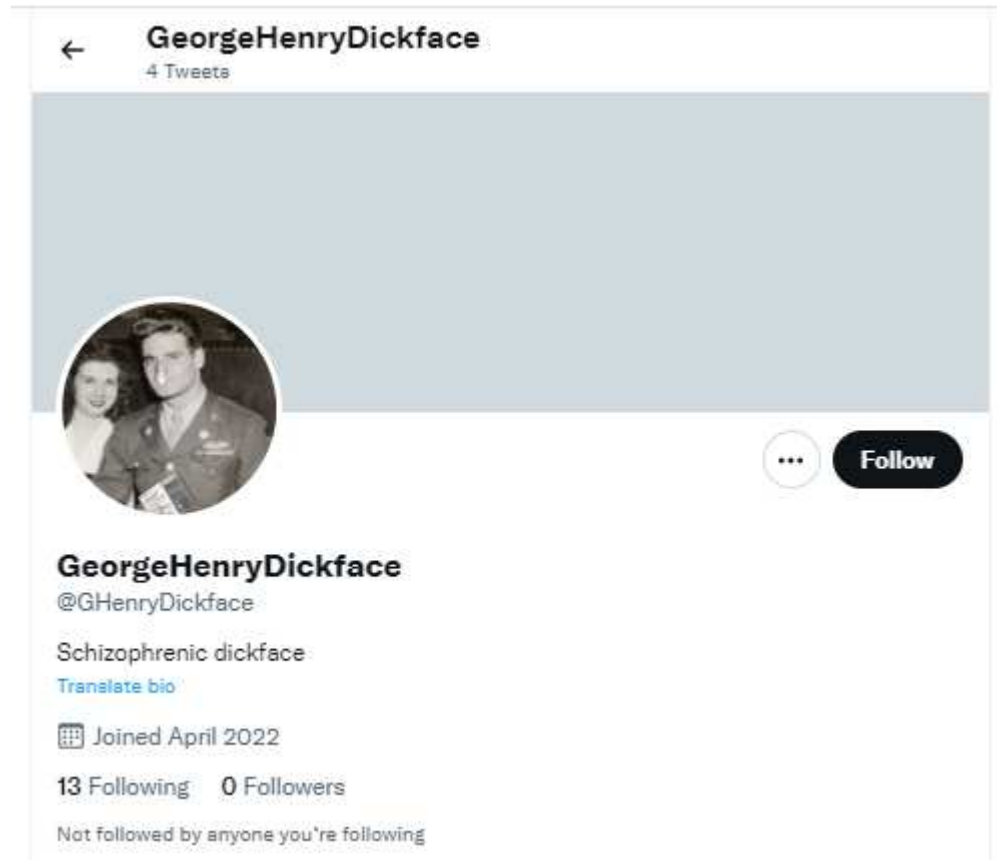 GeorgeHenryDickface
4 Tweets
Follow
GeorgeHenryDickface
@GHenryDickface
Schizophrenic dickface
Translate bio
Joined April 2022
13 Following 0 Followers
Not followed by anyone you're following